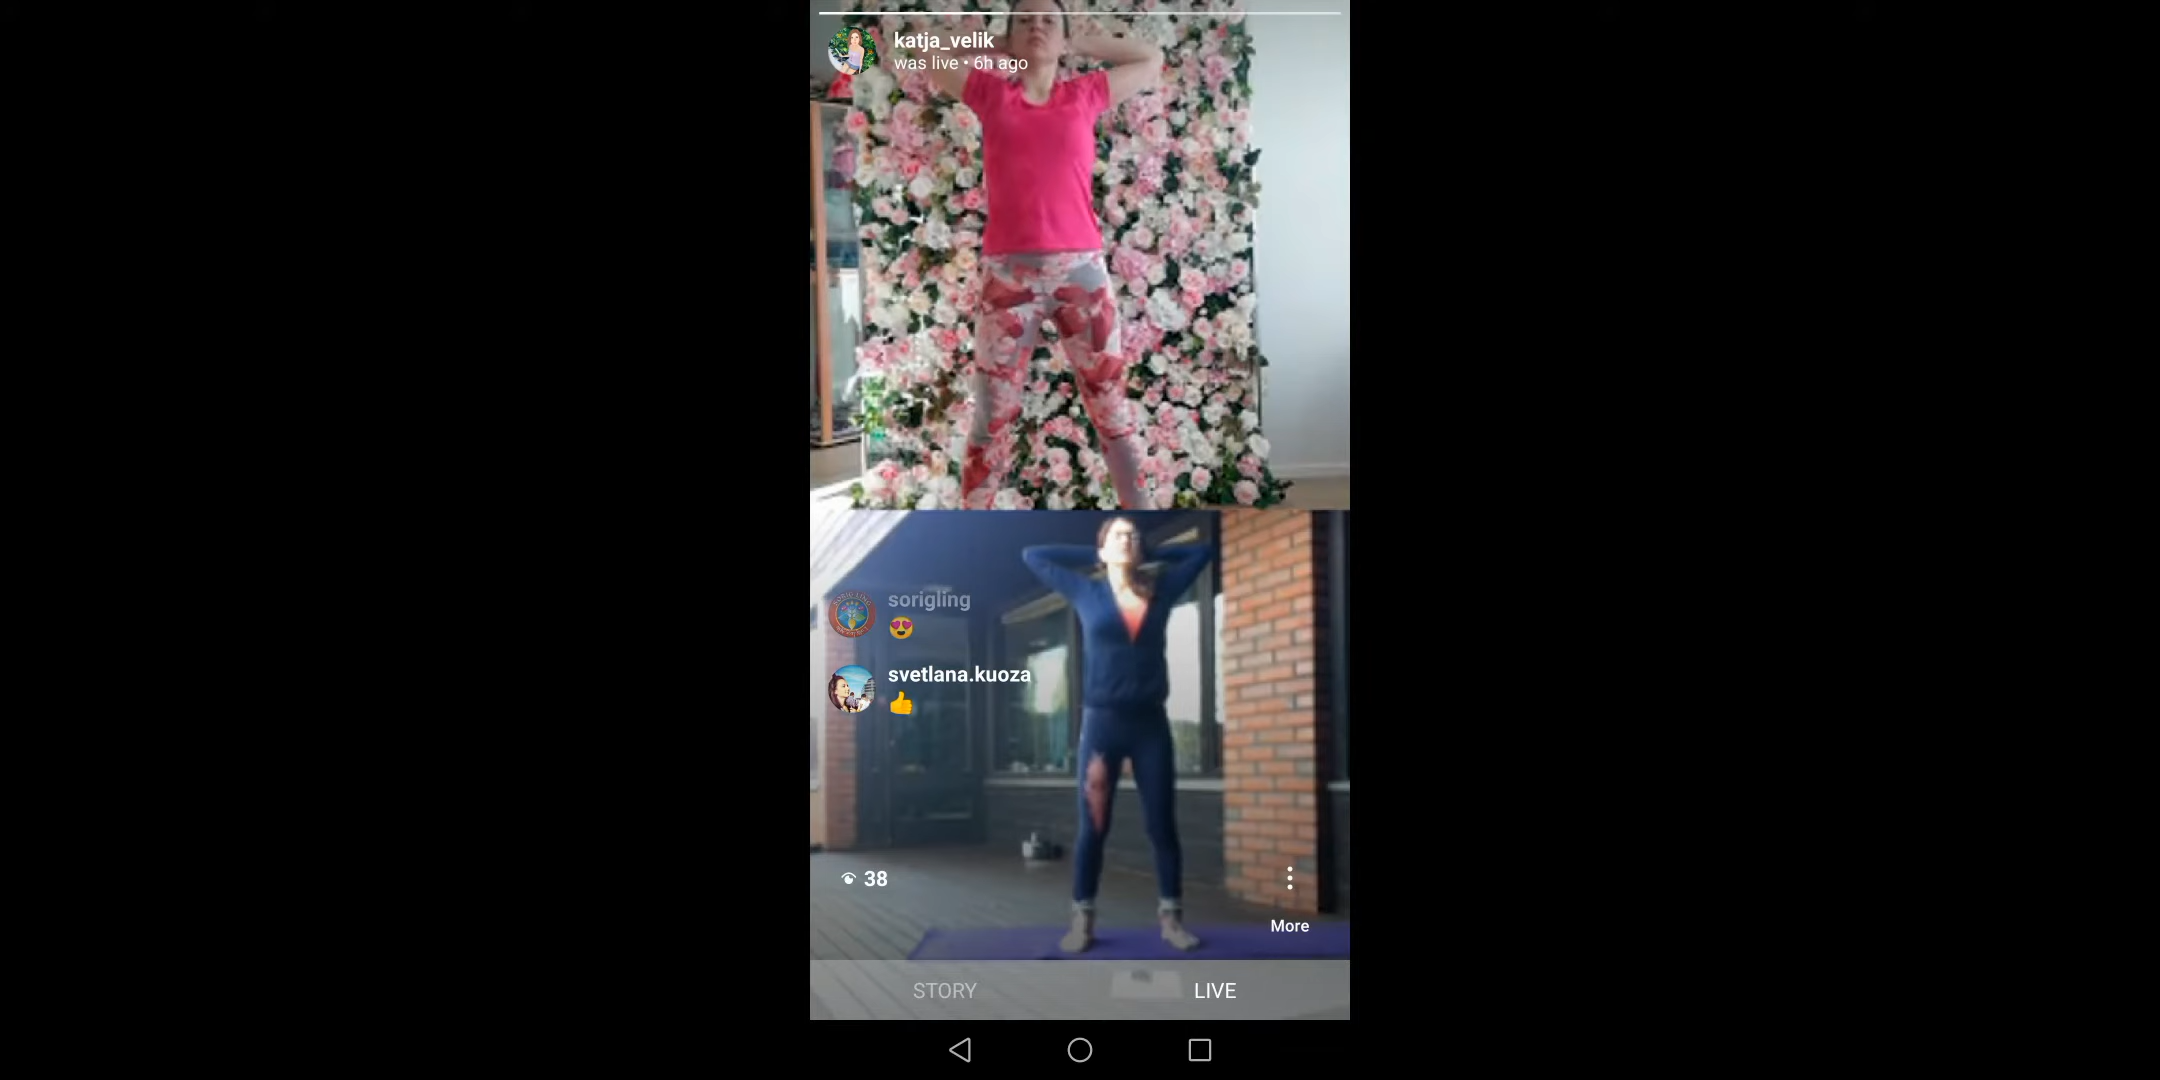 katja_velik
was live • 6h ago
sorigling
😍
svetlana.kuoza
👍
38
More
STORY
LIVE